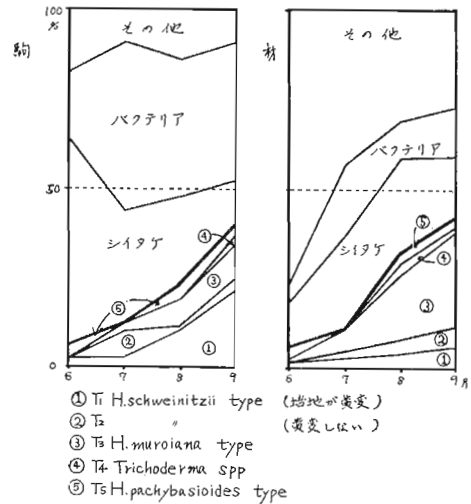 100
%
駒
その他
バクテリア
50
シイタケ
④
③
⑤
②
①
0
6 7 8 9
材
その他
バクテリア
シイタケ
⑤
④
③
②
①
6 7 8 9月
① T1 H.schweinitzii type (培地が黄変)
② T2 〃 (黄変しない)
③ T3 H.muroiana type
④ T4 Trichoderma spp
⑤ T5 H.pachybasioides type